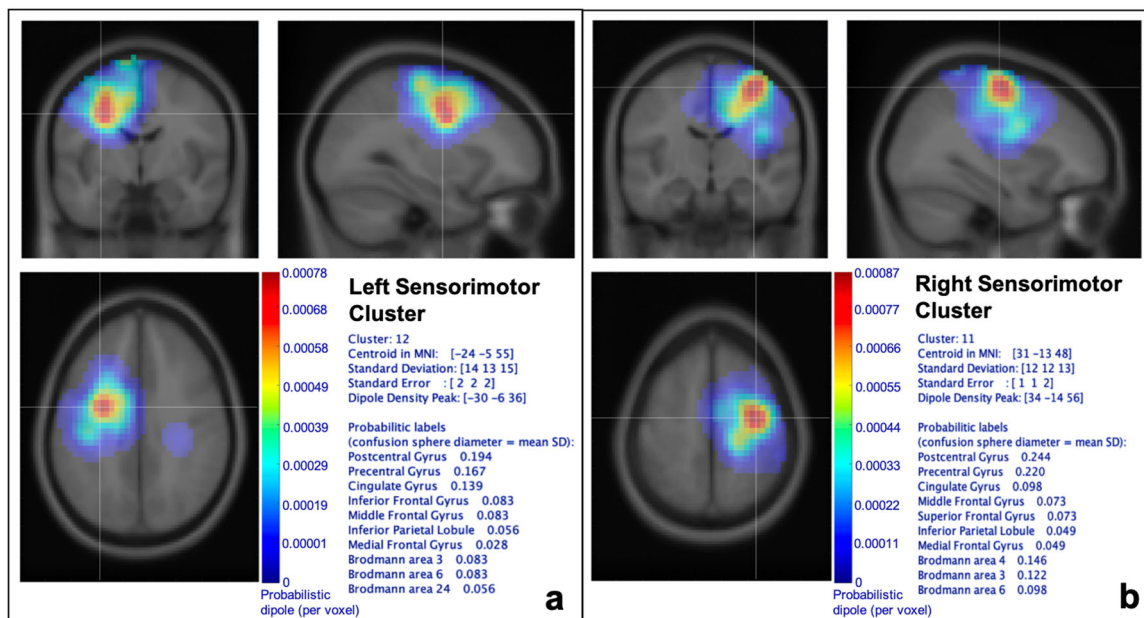 0.00078
0.00068
0.00058
0.00049
0.00039
0.00029
0.00019
0.00001
0
Probabilistic
dipole (per voxel)
Left Sensorimotor
Cluster
Cluster: 12
Centroid in MNI: [-24 -5 55]
Standard Deviation: [14 13 15]
Standard Error : [ 2 2 2]
Dipole Density Peak: [-30 -6 36]
Probabilitic labels
(confusion sphere diameter = mean SD):
Postcentral Gyrus 0.194
Precentral Gyrus 0.167
Cingulate Gyrus 0.139
Inferior Frontal Gyrus 0.083
Middle Frontal Gyrus 0.083
Inferior Parietal Lobule 0.056
Medial Frontal Gyrus 0.028
Brodmann area 3 0.083
Brodmann area 6 0.083
Brodmann area 24 0.056
a
0.00087
0.00076
0.00066
0.00055
0.00044
0.00033
0.00022
0.00011
0
Probabilistic
dipole (per voxel)
Right Sensorimotor
Cluster
Cluster: 11
Centroid in MNI: [31 -13 48]
Standard Deviation: [12 12 13]
Standard Error : [ 1 1 2]
Dipole Density Peak: [34 -14 56]
Probabilitic labels
(confusion sphere diameter = mean SD):
Postcentral Gyrus 0.244
Precentral Gyrus 0.220
Cingulate Gyrus 0.098
Middle Frontal Gyrus 0.073
Superior Frontal Gyrus 0.073
Inferior Parietal Lobule 0.049
Medial Frontal Gyrus 0.049
Brodmann area 4 0.146
Brodmann area 3 0.122
Brodmann area 6 0.098
b